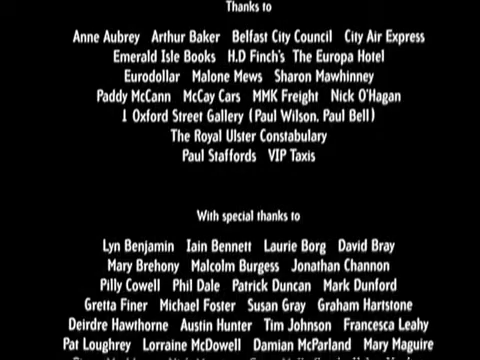 Thanks to
Anne Aubrey Arthur Baker Belfast City Council City Air Express
Emerald Isle Books H.D Finch's The Europa Hotel
Eurodollar Malone Mews Sharon Mawhinney
Paddy McCann McCay Cars MMK Freight Nick O'Hagan
1 Oxford Street Gallery (Paul Wilson, Paul Bell)
The Royal Ulster Constabulary
Paul Staffords VIP Taxis
With special thanks to
Lyn Benjamin Iain Bennett Laurie Borg David Bray
Mary Brehony Malcolm Burgess Jonathan Channon
Pilly Cowell Phil Dale Patrick Duncan Mark Dunford
Gretta Finer Michael Foster Susan Gray Graham Hartstone
Deirdre Hawthorne Austin Hunter Tim Johnson Francesca Leahy
Pat Loughrey Lorraine McDowell Damian McParland Mary Maguire